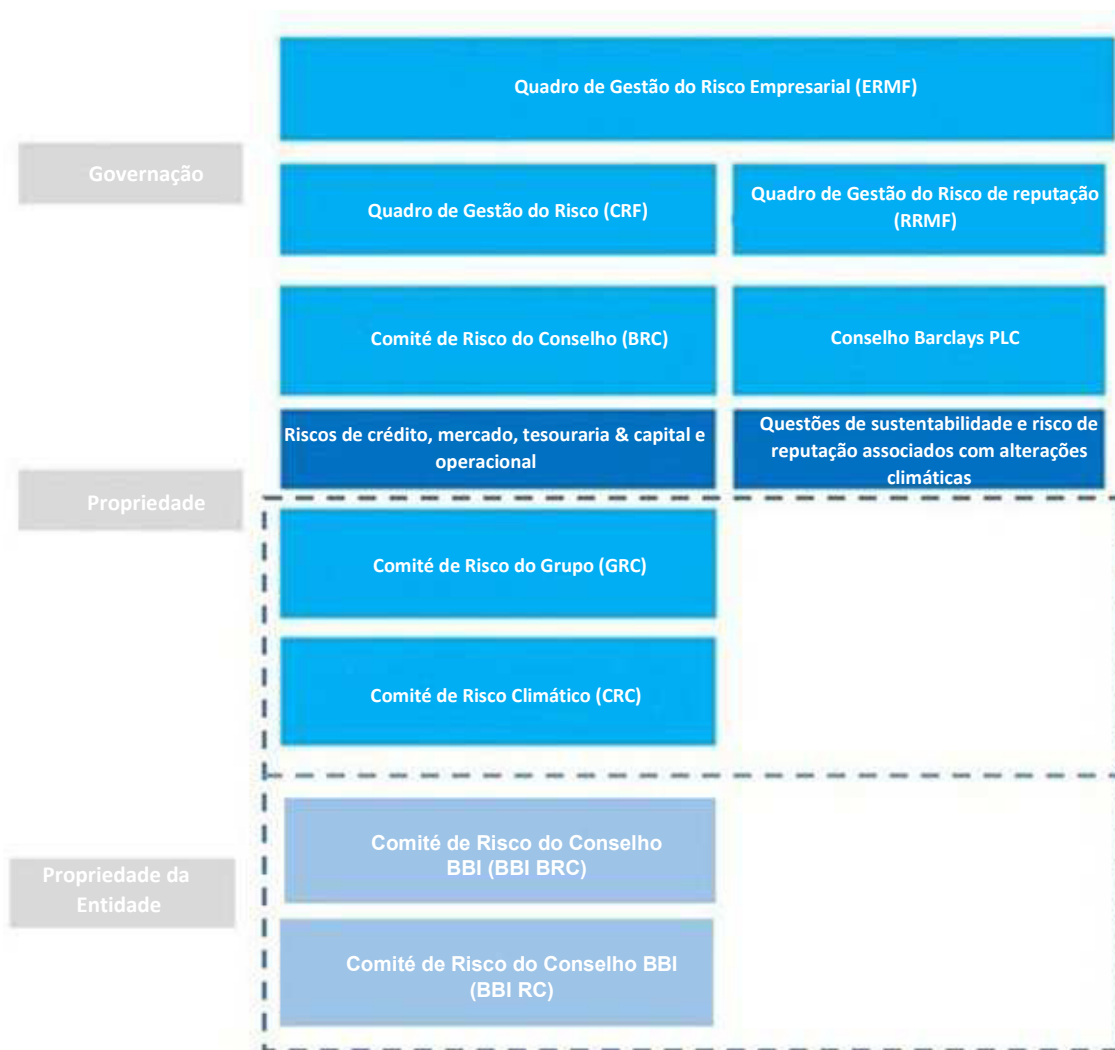 Quadro de Gestão do Risco Empresarial (ERMF)
Governação
Quadro de Gestão do Risco (CRF)
Quadro de Gestão do Risco de reputação
(RRMF)
Comité de Risco do Conselho (BRC)
Conselho Barclays PLC
Riscos de crédito, mercado, tesouraria & capital e
operacional
Questões de sustentabilidade e risco de
reputação associados com alterações
climáticas
Propriedade
Comité de Risco do Grupo (GRC)
Comité de Risco Climático (CRC)
Propriedade da
Entidade
Comité de Risco do Conselho
BBI (BBI BRC)
Comité de Risco do Conselho BBI
(BBI RC)